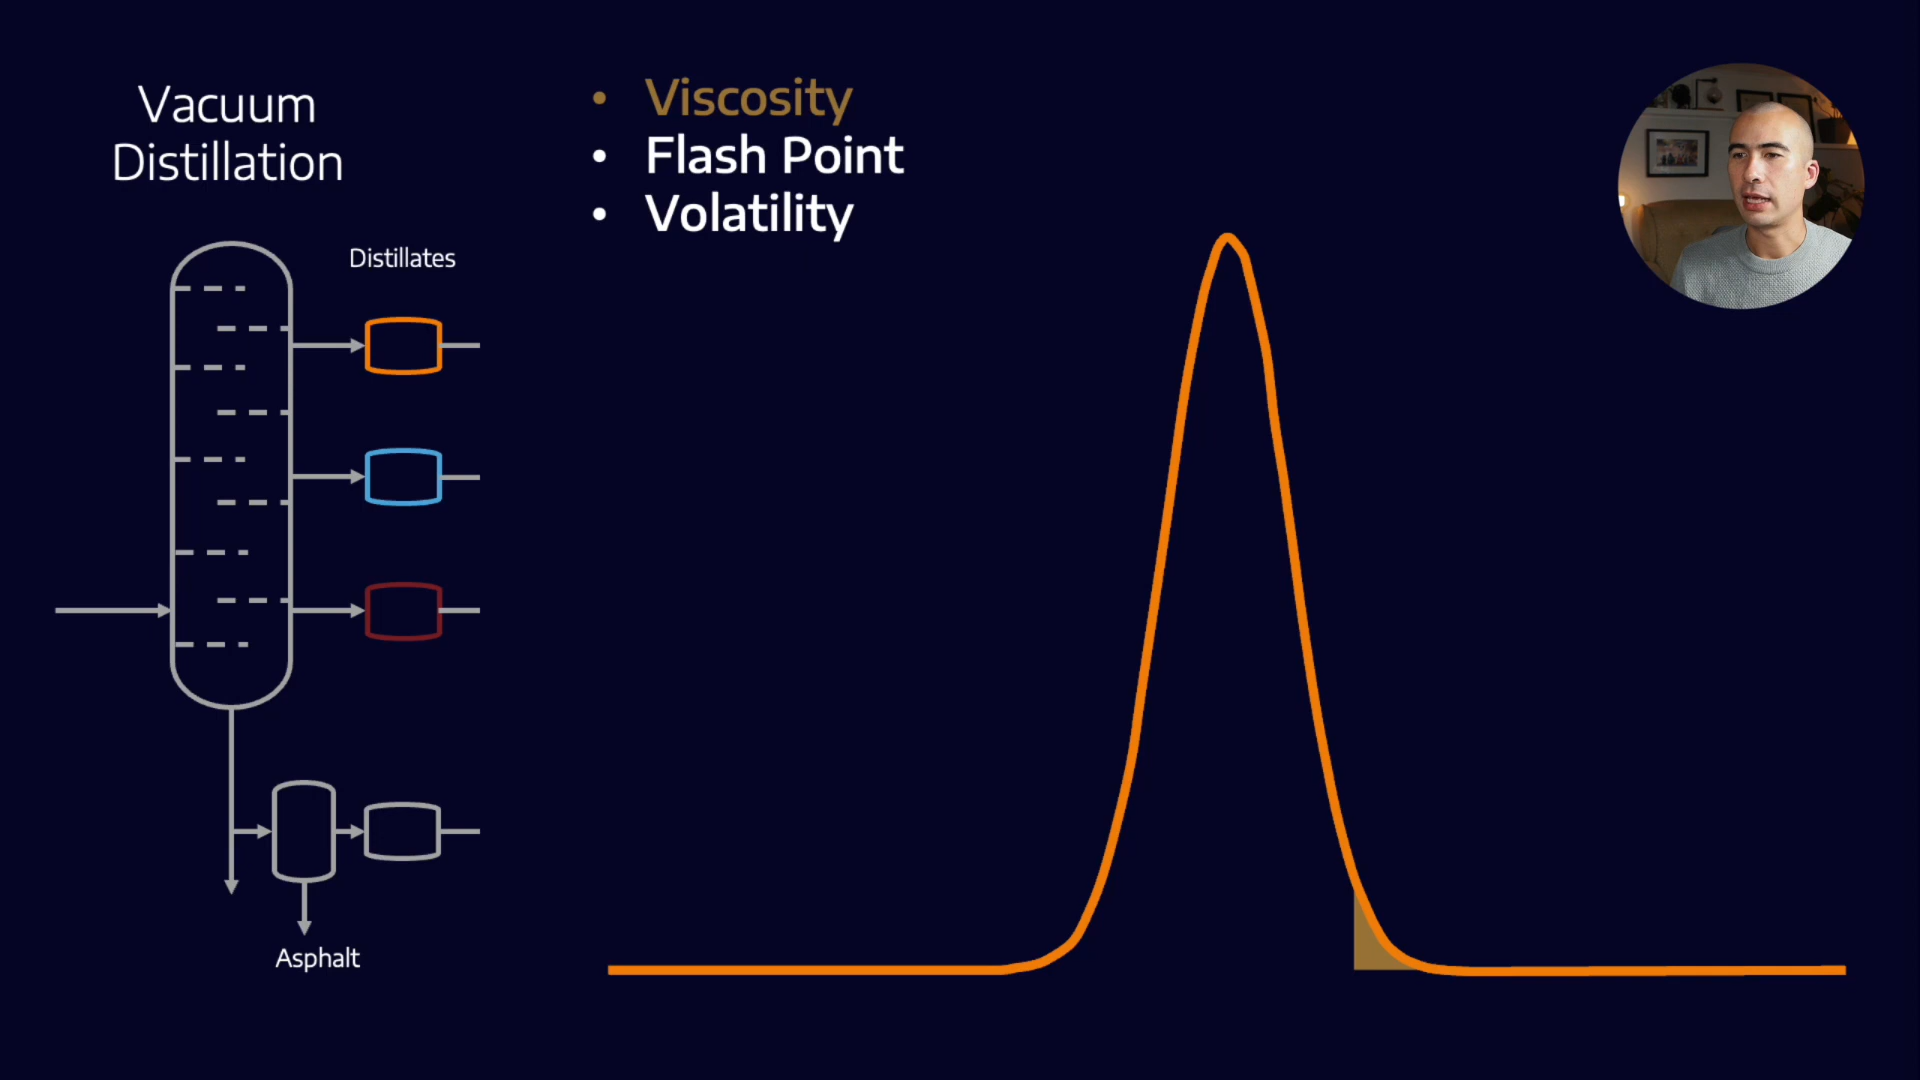 Vacuum
Distillation
• Viscosity
• Flash Point
• Volatility
Distillates
Asphalt